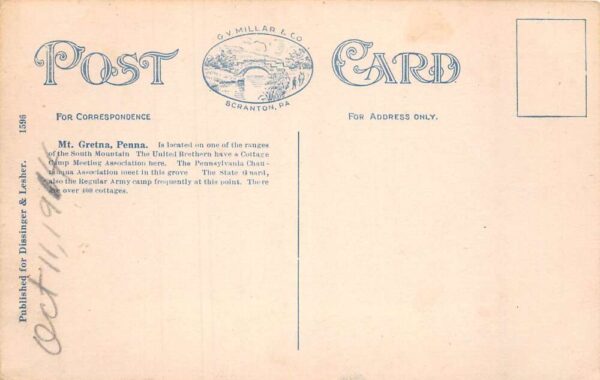 POST CARD
G.V. MILLAR & CO.
SCRANTON, PA
FOR CORRESPONDENCE
FOR ADDRESS ONLY.
Mt. Gretna, Penna. Is located on one of the ranges
of the South Mountain The United Brethern have a Cottage
Camp Meeting Association here. The Pennsylvania Chau-
tauqua Association meet in this grove The State Guard,
also the Regular Army camp frequently at this point. There
are over 400 cottages.
Published for Dissinger & Lesher. 1596
Oct 11, 19